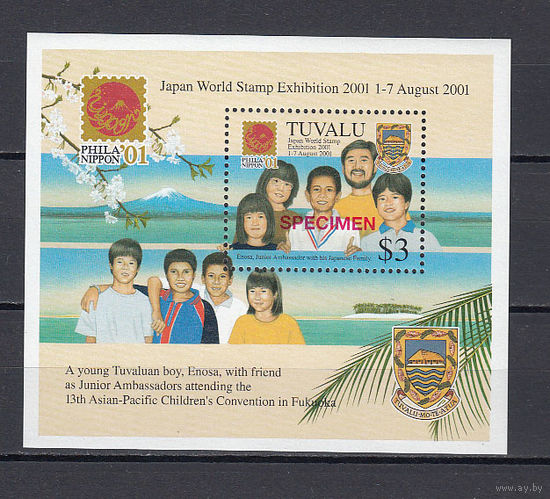 Japan World Stamp Exhibition 2001 1-7 August 2001
PHILA
NIPPON '01
PHILA
NIPPON '01
TUVALU
Japan World Stamp
Exhibition 2001
1-7 August 2001
SPECIMEN
$3
Enosa, Junior Ambassador with his Japanese Family.
A young Tuvaluan boy, Enosa, with friend
as Junior Ambassadors attending the
13th Asian-Pacific Children's Convention in Fukuoka
TUVALU-MO-TE-ATUA
www.ay.by